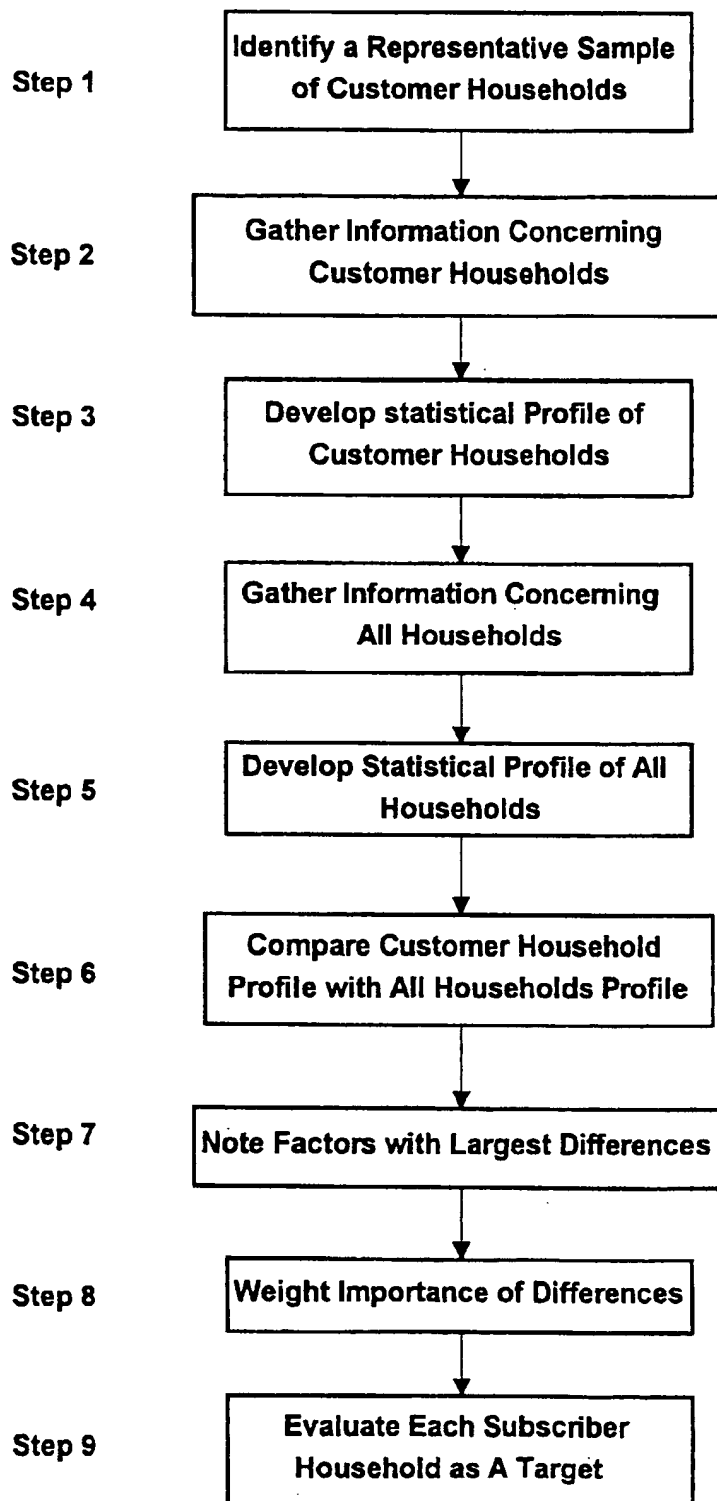 Step 1
Identify a Representative Sample
of Customer Households
Step 2
Gather Information Concerning
Customer Households
Step 3
Develop statistical Profile of
Customer Households
Step 4
Gather Information Concerning
All Households
Step 5
Develop Statistical Profile of All
Households
Step 6
Compare Customer Household
Profile with All Households Profile
Step 7
Note Factors with Largest Differences
Step 8
Weight Importance of Differences
Step 9
Evaluate Each Subscriber
Household as A Target